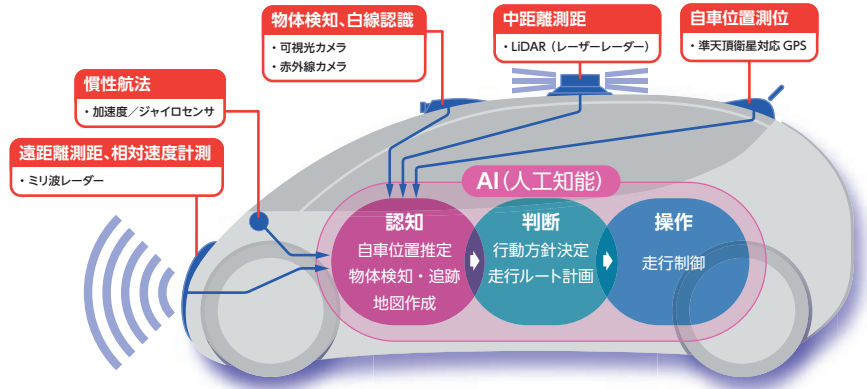 物体検知、白線認識
・可視光カメラ
・赤外線カメラ
中距離測距
・LiDAR（レーザーレーダー）
自車位置測位
・準天頂衛星対応 GPS
慣性航法
・加速度／ジャイロセンサ
遠距離測距、相対速度計測
・ミリ波レーダー
AI（人工知能）
認知
自車位置推定
物体検知・追跡
地図作成
判断
行動方針決定
走行ルート計画
操作
走行制御